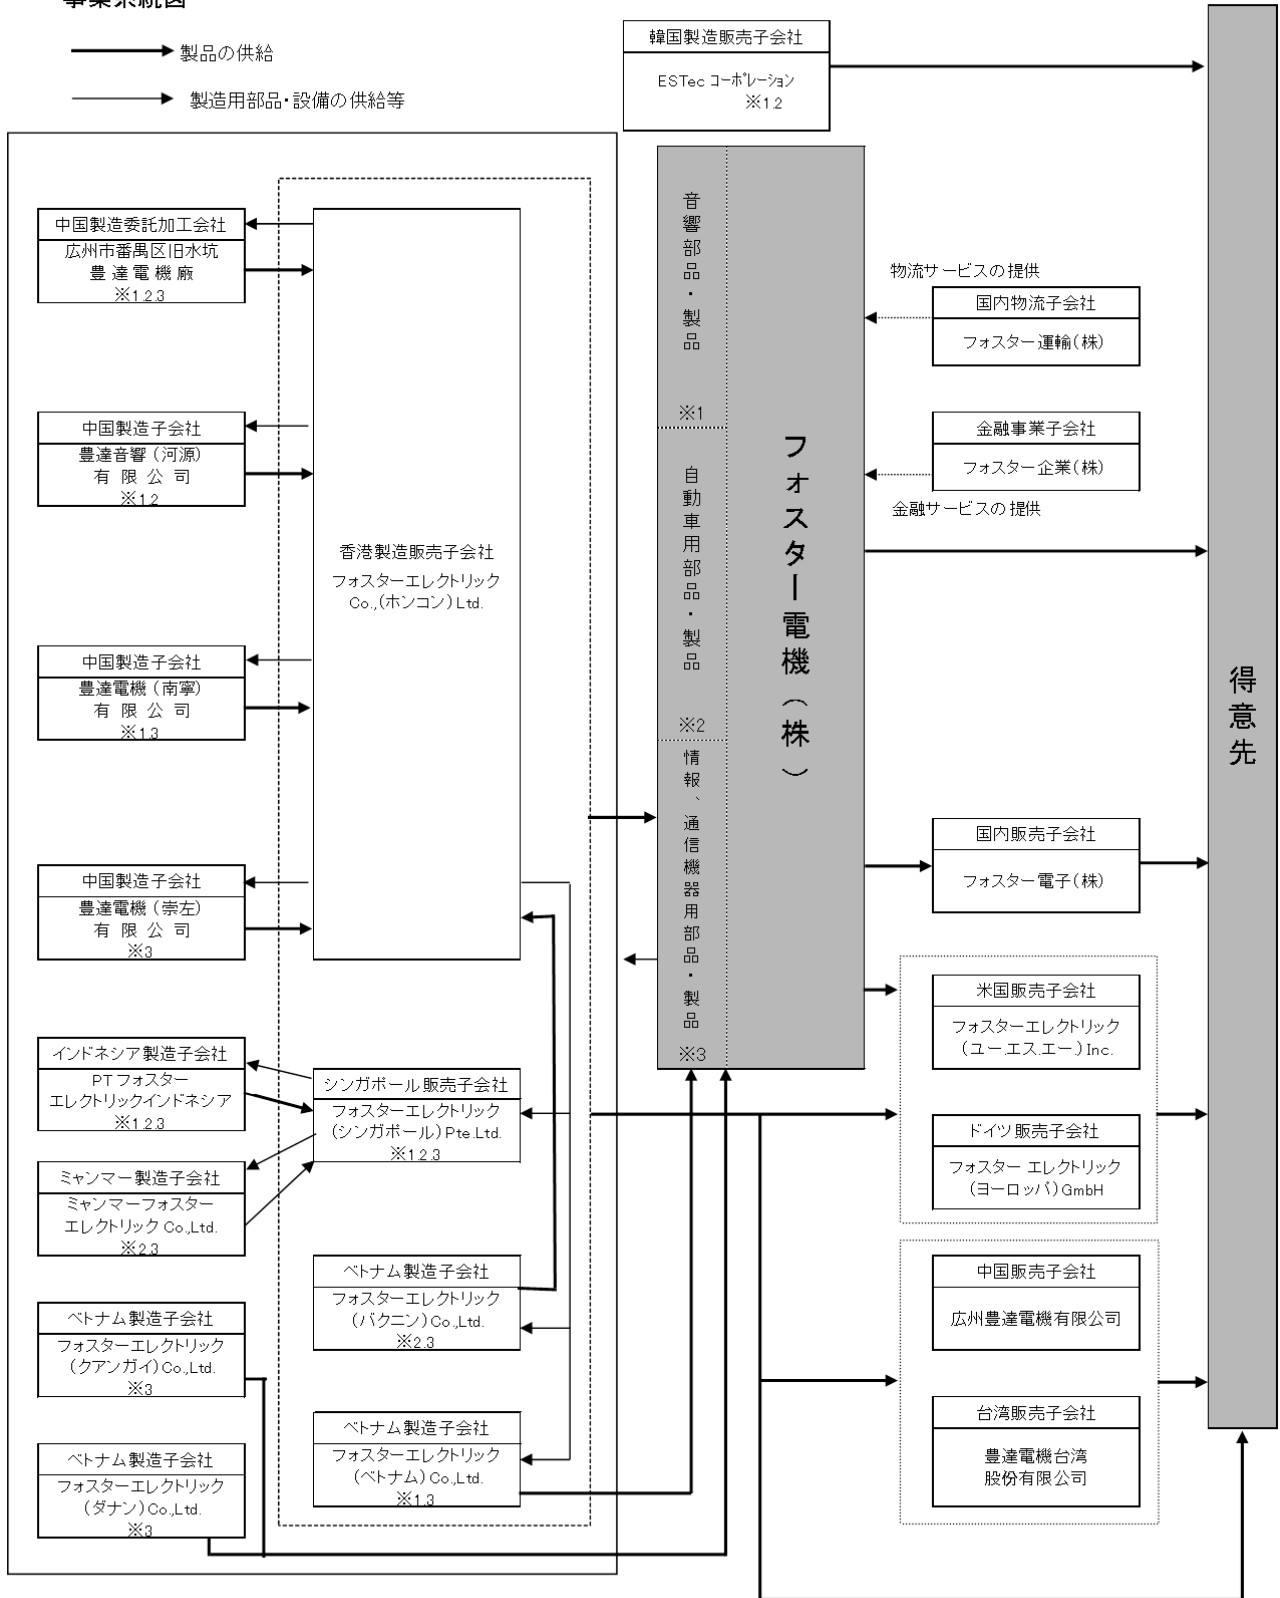 事業系統図
製品の供給
製造用部品・設備の供給等
韓国製造販売子会社
ESTec コーポレーション
※1.2
中国製造委託加工会社
広州市番禺区旧水坑
豊達電機廠
※1.2.3
中国製造子会社
豊達音響(河源)
有限公司
※1.2
中国製造子会社
豊達電機(南寧)
有限公司
※1.3
中国製造子会社
豊達電機(崇左)
有限公司
※3
インドネシア製造子会社
PTフォスター
エレクトリックインドネシア
※1.2.3
ミャンマー製造子会社
ミャンマーフォスター
エレクトリック Co.,Ltd.
※2.3
ベトナム製造子会社
フォスターエレクトリック
(クアンガイ)Co.,Ltd.
※3
ベトナム製造子会社
フォスターエレクトリック
(ダナン)Co.,Ltd.
※3
香港製造販売子会社
フォスターエレクトリック
Co.,(ホンコン)Ltd.
シンガポール販売子会社
フォスターエレクトリック
(シンガポール)Pte.Ltd.
※1.2.3
ベトナム製造子会社
フォスターエレクトリック
(バクニン)Co.,Ltd.
※2.3
ベトナム製造子会社
フォスターエレクトリック
(ベトナム)Co.,Ltd.
※1.3
音響部品・製品
※1
自動車用部品・製品
※2
情報、通信機器用部品・製品
※3
フォスター電機(株)
物流サービスの提供
国内物流子会社
フォスター運輸(株)
金融事業子会社
フォスター企業(株)
金融サービスの提供
国内販売子会社
フォスター電子(株)
米国販売子会社
フォスターエレクトリック
(ユー.エス.エー.)Inc.
ドイツ販売子会社
フォスター エレクトリック
(ヨーロッパ)GmbH
中国販売子会社
広州豊達電機有限公司
台湾販売子会社
豊達電機台湾
股份有限公司
得意先